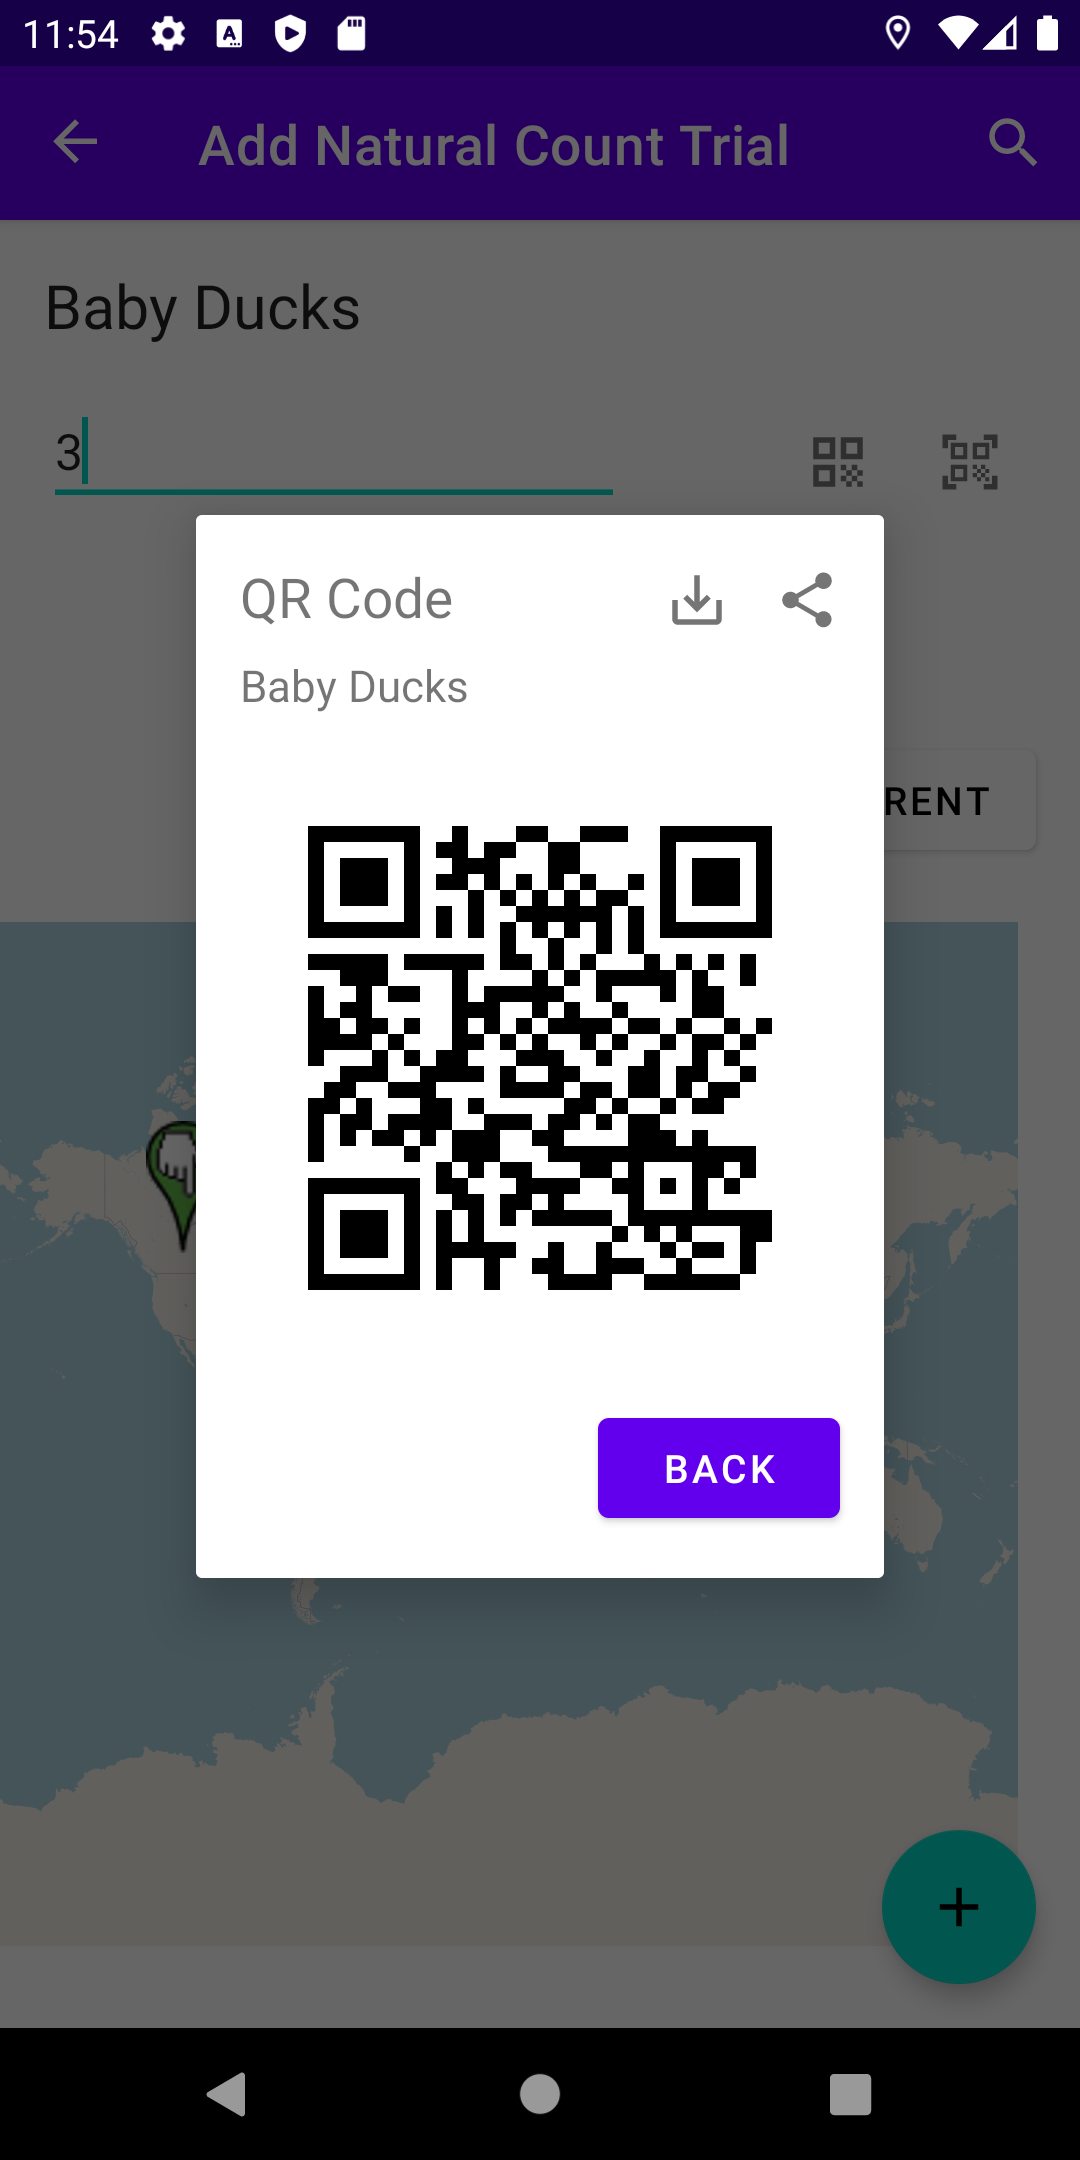 11:54
Add Natural Count Trial
Baby Ducks
3
QR Code
Baby Ducks
RENT
BACK